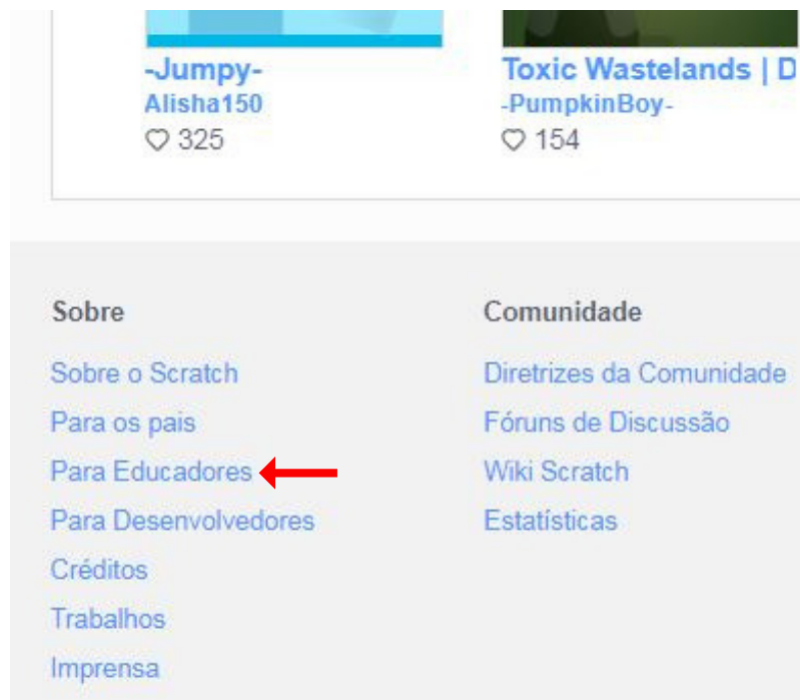 -Jumpy-
Alisha150
325
Toxic Wastelands | D
-PumpkinBoy-
154
Sobre
Sobre o Scratch
Para os pais
Para Educadores
Para Desenvolvedores
Créditos
Trabalhos
Imprensa
Comunidade
Diretrizes da Comunidade
Fóruns de Discussão
Wiki Scratch
Estatísticas